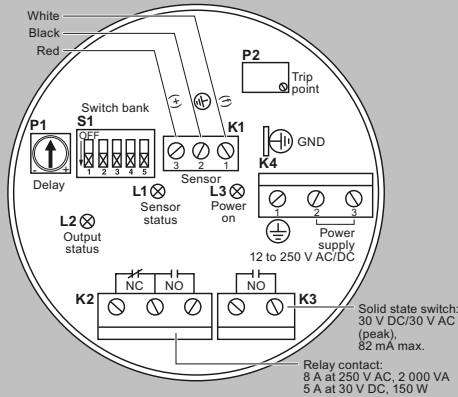 White
Black
Red
(+)
(-)
P2
Trip
point
Switch bank
S1
P1
OFF
K1
GND
- +
1 2 3 4 5
3 2 1
Delay
Sensor
K4
L1
Sensor
status
L3
Power
on
1 2 3
L2
Output
status
Power
supply
12 to 250 V AC/DC
NC NO
NO
K2
K3
Solid state switch:
30 V DC/30 V AC
(peak),
82 mA max.
Relay contact:
8 A at 250 V AC, 2 000 VA
5 A at 30 V DC, 150 W